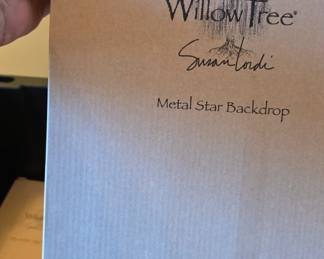 Willow Tree®
Susan Lordi
Metal Star Backdrop